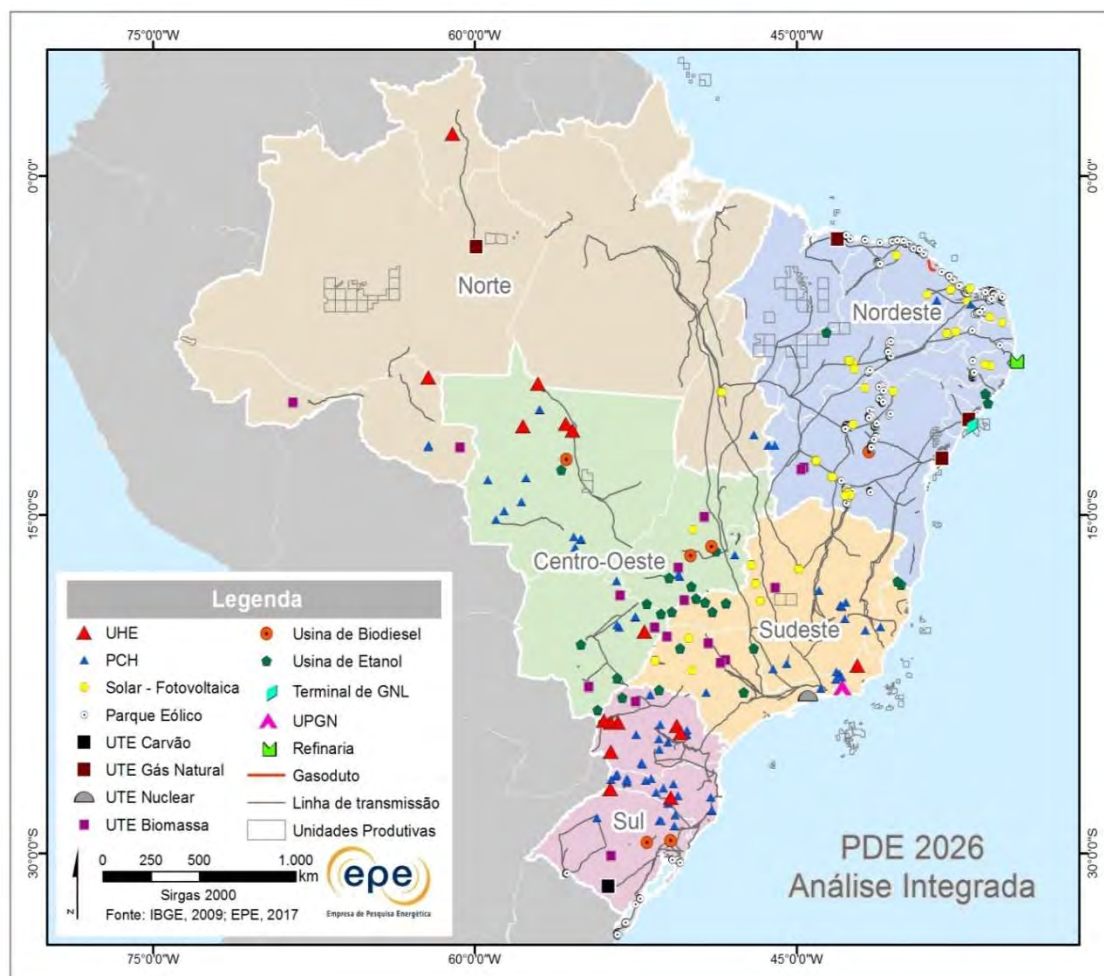 75°0'0"W 60°0'0"W 45°0'0"W
0°0'0" 0°0'0"
Norte
Nordeste
15°0'0"S 15°0'0"S
Centro-Oeste
Sudeste
Sul
30°0'0"S 30°0'0"S
Legenda
UHE
PCH
Solar - Fotovoltaica
Parque Eólico
UTE Carvão
UTE Gás Natural
UTE Nuclear
UTE Biomassa
Usina de Biodiesel
Usina de Etanol
Terminal de GNL
UPGN
Refinaria
Gasoduto
Linha de transmissão
Unidades Produtivas
0 250 500 1.000
km
Sirgas 2000
z
Fonte: IBGE, 2009; EPE, 2017
epe
Empresa de Pesquisa Energética
PDE 2026
Análise Integrada
75°0'0"W 60°0'0"W 45°0'0"W